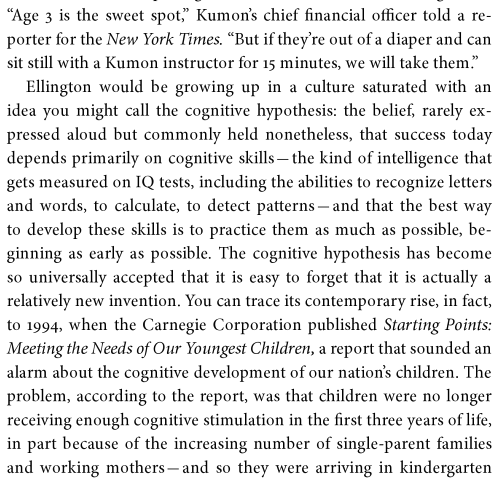 “Age 3 is the sweet spot,” Kumon’s chief financial officer told a re-
porter for the New York Times. “But if they’re out of a diaper and can
sit still with a Kumon instructor for 15 minutes, we will take them.”
Ellington would be growing up in a culture saturated with an
idea you might call the cognitive hypothesis: the belief, rarely ex-
pressed aloud but commonly held nonetheless, that success today
depends primarily on cognitive skills — the kind of intelligence that
gets measured on IQ tests, including the abilities to recognize letters
and words, to calculate, to detect patterns — and that the best way
to develop these skills is to practice them as much as possible, be-
ginning as early as possible. The cognitive hypothesis has become
so universally accepted that it is easy to forget that it is actually a
relatively new invention. You can trace its contemporary rise, in fact,
to 1994, when the Carnegie Corporation published Starting Points:
Meeting the Needs of Our Youngest Children, a report that sounded an
alarm about the cognitive development of our nation’s children. The
problem, according to the report, was that children were no longer
receiving enough cognitive stimulation in the first three years of life,
in part because of the increasing number of single-parent families
and working mothers — and so they were arriving in kindergarten